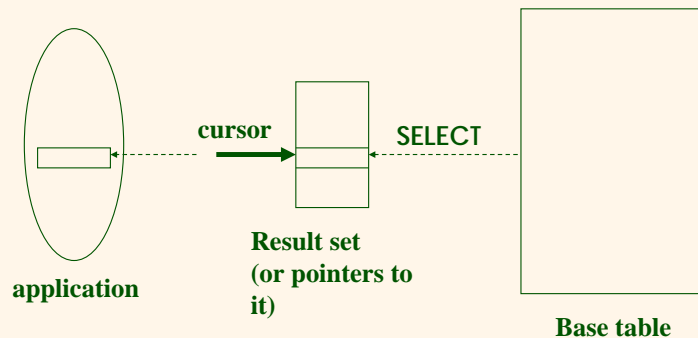 cursor
SELECT
Result set
(or pointers to
it)
application
Base table